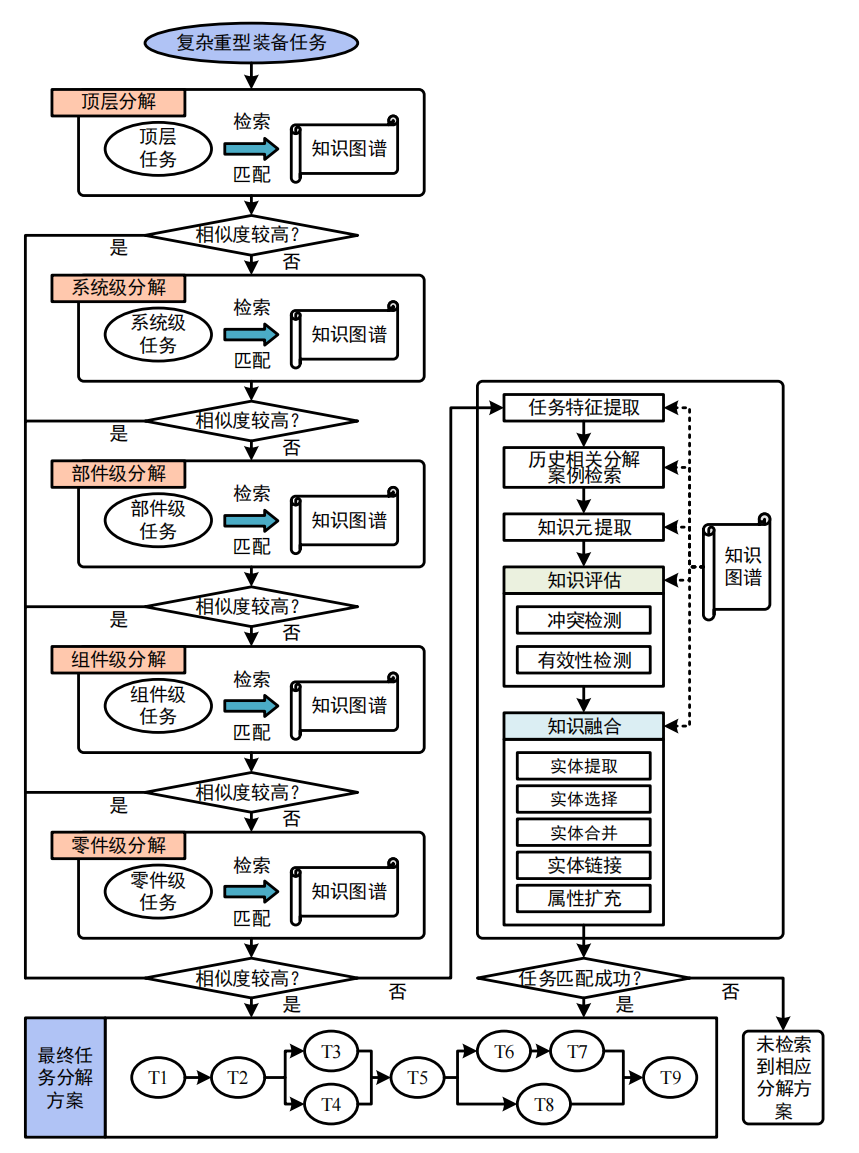 复杂重型装备任务
顶层分解
顶层
任务
检索
匹配
知识图谱
相似度较高?
是
否
系统级分解
系统级
任务
检索
匹配
知识图谱
相似度较高?
是
否
部件级分解
部件级
任务
检索
匹配
知识图谱
相似度较高?
是
否
组件级分解
组件级
任务
检索
匹配
知识图谱
相似度较高?
是
否
零件级分解
零件级
任务
检索
匹配
知识图谱
相似度较高?
否
是
任务特征提取
历史相关分解
案例检索
知识元提取
知识评估
冲突检测
有效性检测
知识融合
实体提取
实体选择
实体合并
实体链接
属性扩充
知识
图谱
任务匹配成功?
是
否
未检索
到相应
分解方
案
最终任
务分解
方案
T1
T2
T3
T4
T5
T6
T7
T8
T9